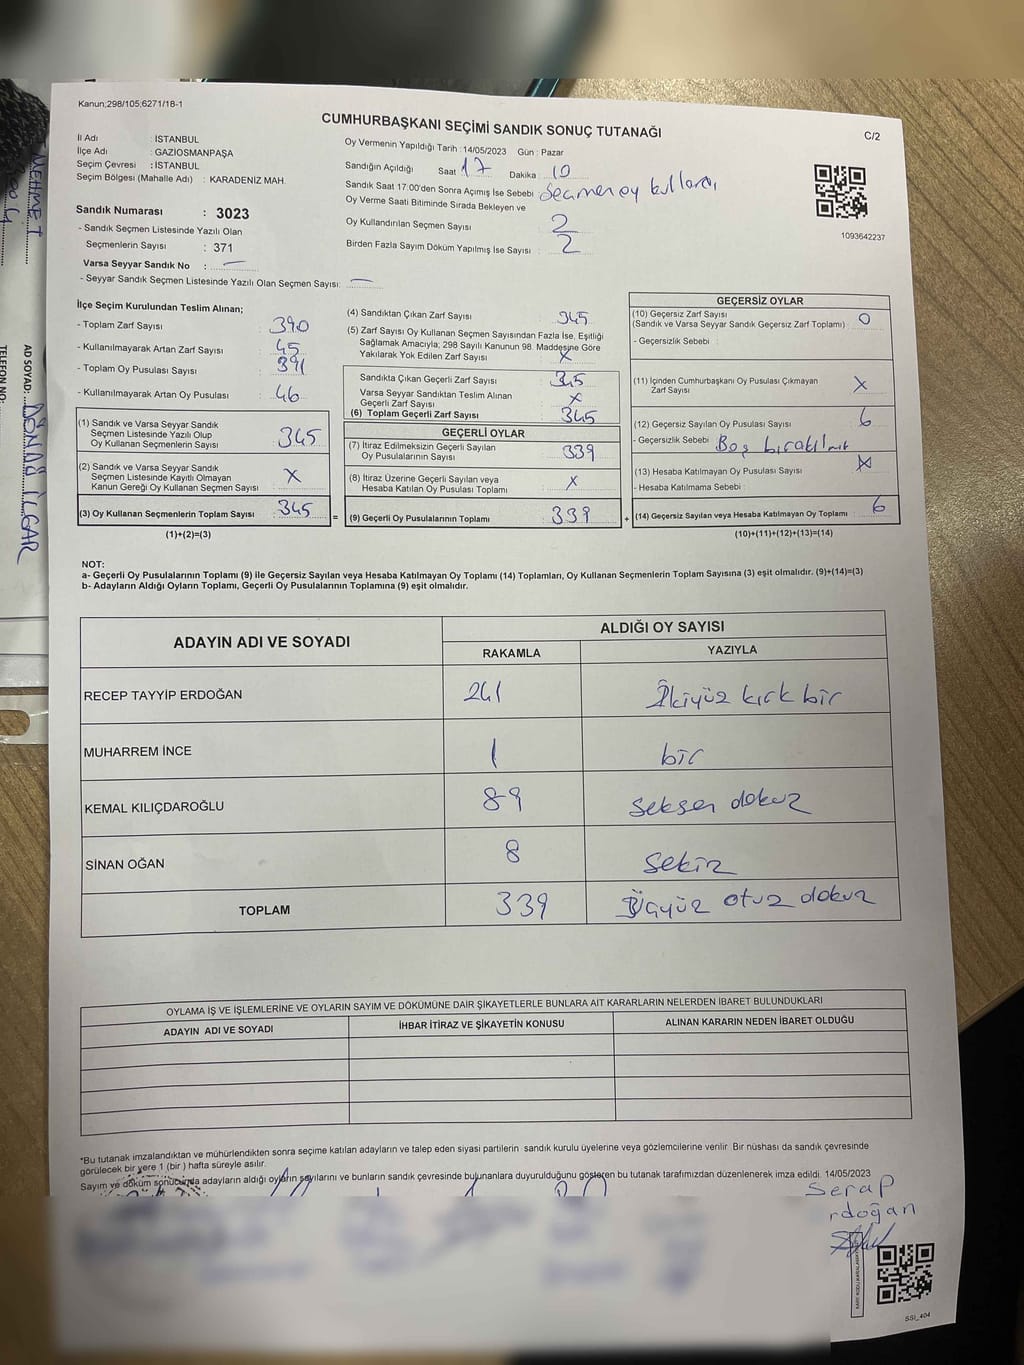 Kanun;298/105;6271/18-1
CUMHURBAŞKANI SEÇİMİ SANDIK SONUÇ TUTANAĞI
C/2
İl Adı : İSTANBUL
İlçe Adı : GAZİOSMANPAŞA
Seçim Çevresi : İSTANBUL
Seçim Bölgesi (Mahalle Adı) : KARADENİZ MAH.
Sandık Numarası : 3023
- Sandık Seçmen Listesinde Yazılı Olan
Seçmenlerin Sayısı : 371
Varsa Seyyar Sandık No : —
- Seyyar Sandık Seçmen Listesinde Yazılı Olan Seçmen Sayısı: —
Oy Vermenin Yapıldığı Tarih :14/05/2023 Gün : Pazar
Sandığın Açıldığı Saat 17 Dakika 10
Sandık Saat 17:00'den Sonra Açımış İse Sebebi Seçmen oy kullandı
Oy Verme Saati Bitiminde Sırada Bekleyen ve
Oy Kullandırılan Seçmen Sayısı 2
Birden Fazla Sayım Döküm Yapılmış İse Sayısı : 2
1093642237
İlçe Seçim Kurulundan Teslim Alınan;
- Toplam Zarf Sayısı : 390
- Kullanılmayarak Artan Zarf Sayısı : 45
- Toplam Oy Pusulası Sayısı : 391
- Kullanılmayarak Artan Oy Pusulası : 46
(1) Sandık ve Varsa Seyyar Sandık
Seçmen Listesinde Yazılı Olup
Oy Kullanan Seçmenlerin Sayısı : 345
(2) Sandık ve Varsa Seyyar Sandık
Seçmen Listesinde Kayıtlı Olmayan
Kanun Gereği Oy Kullanan Seçmen Sayısı : X
(3) Oy Kullanan Seçmenlerin Toplam Sayısı : 345
(1)+(2)=(3)
=
(4) Sandıktan Çıkan Zarf Sayısı : 345
(5) Zarf Sayısı Oy Kullanan Seçmen Sayısından Fazla İse, Eşitliği
Sağlamak Amacıyla; 298 Sayılı Kanunun 98. Maddesine Göre
Yakılarak Yok Edilen Zarf Sayısı : X
Sandıkta Çıkan Geçerli Zarf Sayısı : 345
Varsa Seyyar Sandıktan Teslim Alınan
Geçerli Zarf Sayısı : X
(6) Toplam Geçerli Zarf Sayısı : 345
GEÇERLİ OYLAR
(7) İtiraz Edilmeksizin Geçerli Sayılan
Oy Pusulalarının Sayısı : 339
(8) İtiraz Üzerine Geçerli Sayılan veya
Hesaba Katılan Oy Pusulası Toplamı : X
(9) Geçerli Oy Pusulalarının Toplamı : 339
+
GEÇERSİZ OYLAR
(10) Geçersiz Zarf Sayısı : 0
(Sandık ve Varsa Seyyar Sandık Geçersiz Zarf Toplamı)
- Geçersizlik Sebebi :
(11) İçinden Cumhurbaşkanı Oy Pusulası Çıkmayan
Zarf Sayısı : X
(12) Geçersiz Sayılan Oy Pusulası Sayısı : 6
- Geçersizlik Sebebi : Boş bırakılmış
(13) Hesaba Katılmayan Oy Pusulası Sayısı : X
- Hesaba Katılmama Sebebi :
(14) Geçersiz Sayılan veya Hesaba Katılmayan Oy Toplamı : 6
(10)+(11)+(12)+(13)=(14)
NOT:
a- Geçerli Oy Pusulalarının Toplamı (9) ile Geçersiz Sayılan veya Hesaba Katılmayan Oy Toplamı (14) Toplamları, Oy Kullanan Seçmenlerin Toplam Sayısına (3) eşit olmalıdır. (9)+(14)=(3)
b- Adayların Aldığı Oyların Toplamı, Geçerli Oy Pusulalarının Toplamına (9) eşit olmalıdır.
ADAYIN ADI VE SOYADI
ALDIĞI OY SAYISI
RAKAMLA YAZIYLA
RECEP TAYYİP ERDOĞAN 241 İkiyüz kırk bir
MUHARREM İNCE 1 bir
KEMAL KILIÇDAROĞLU 89 Seksen dokuz
SİNAN OĞAN 8 Sekiz
TOPLAM 339 Üçyüz otuz dokuz
OYLAMA İŞ VE İŞLEMLERİNE VE OYLARIN SAYIM VE DÖKÜMÜNE DAİR ŞİKAYETLERLE BUNLARA AİT KARARLARIN NELERDEN İBARET BULUNDUKLARI
ADAYIN ADI VE SOYADI İHBAR İTİRAZ VE ŞİKAYETİN KONUSU ALINAN KARARIN NEDEN İBARET OLDUĞU
*Bu tutanak imzalandıktan ve mühürlendikten sonra seçime katılan adayların ve talep eden siyasi partilerin sandık kurulu üyelerine veya gözlemcilerine verilir. Bir nüshası da sandık çevresinde
görülecek bir yere 1 (bir) hafta süreyle asılır.
Sayım ve döküm sonucunda adayların aldığı oyların sayılarını ve bunların sandık çevresinde bulunanlara duyurulduğunu gösteren bu tutanak tarafımızdan düzenlenerek imza edildi. 14/05/2023
Serap
rdoğan
SSI_404
MEHMET
AD SOYAD:
TELEFON NO: